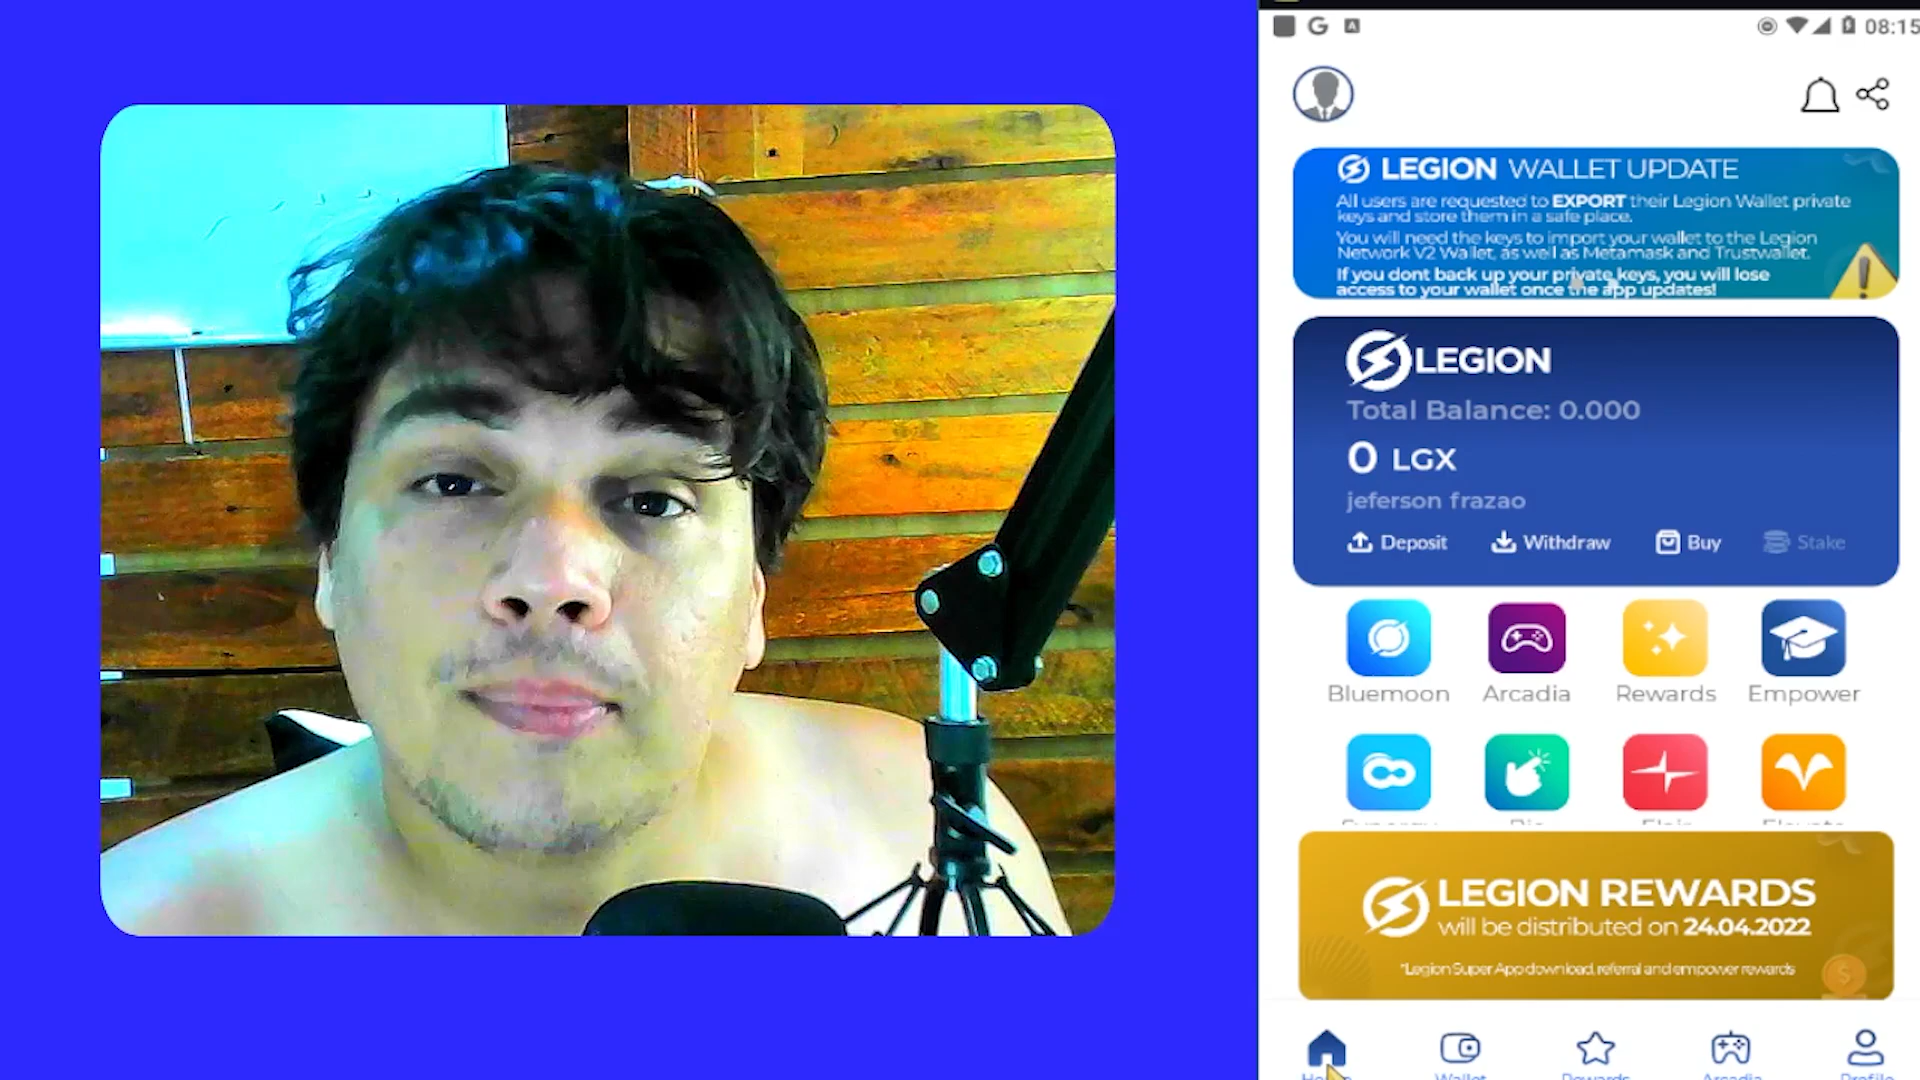 08:15
LEGION WALLET UPDATE
All users are requested to EXPORT their Legion Wallet private
keys and store them in a safe place.
You will need the keys to import your wallet to the Legion
Network V2 Wallet, as well as Metamask and Trustwallet.
If you dont back up your private keys, you will lose
access to your wallet once the app updates!
LEGION
Total Balance: 0.000
0 LGX
jeferson frazao
Deposit Withdraw Buy Stake
Bluemoon Arcadia Rewards Empower
LEGION REWARDS
will be distributed on 24.04.2022
*Legion Super App download, referral and empower rewards
Wallet Rewards Arcadia Profile